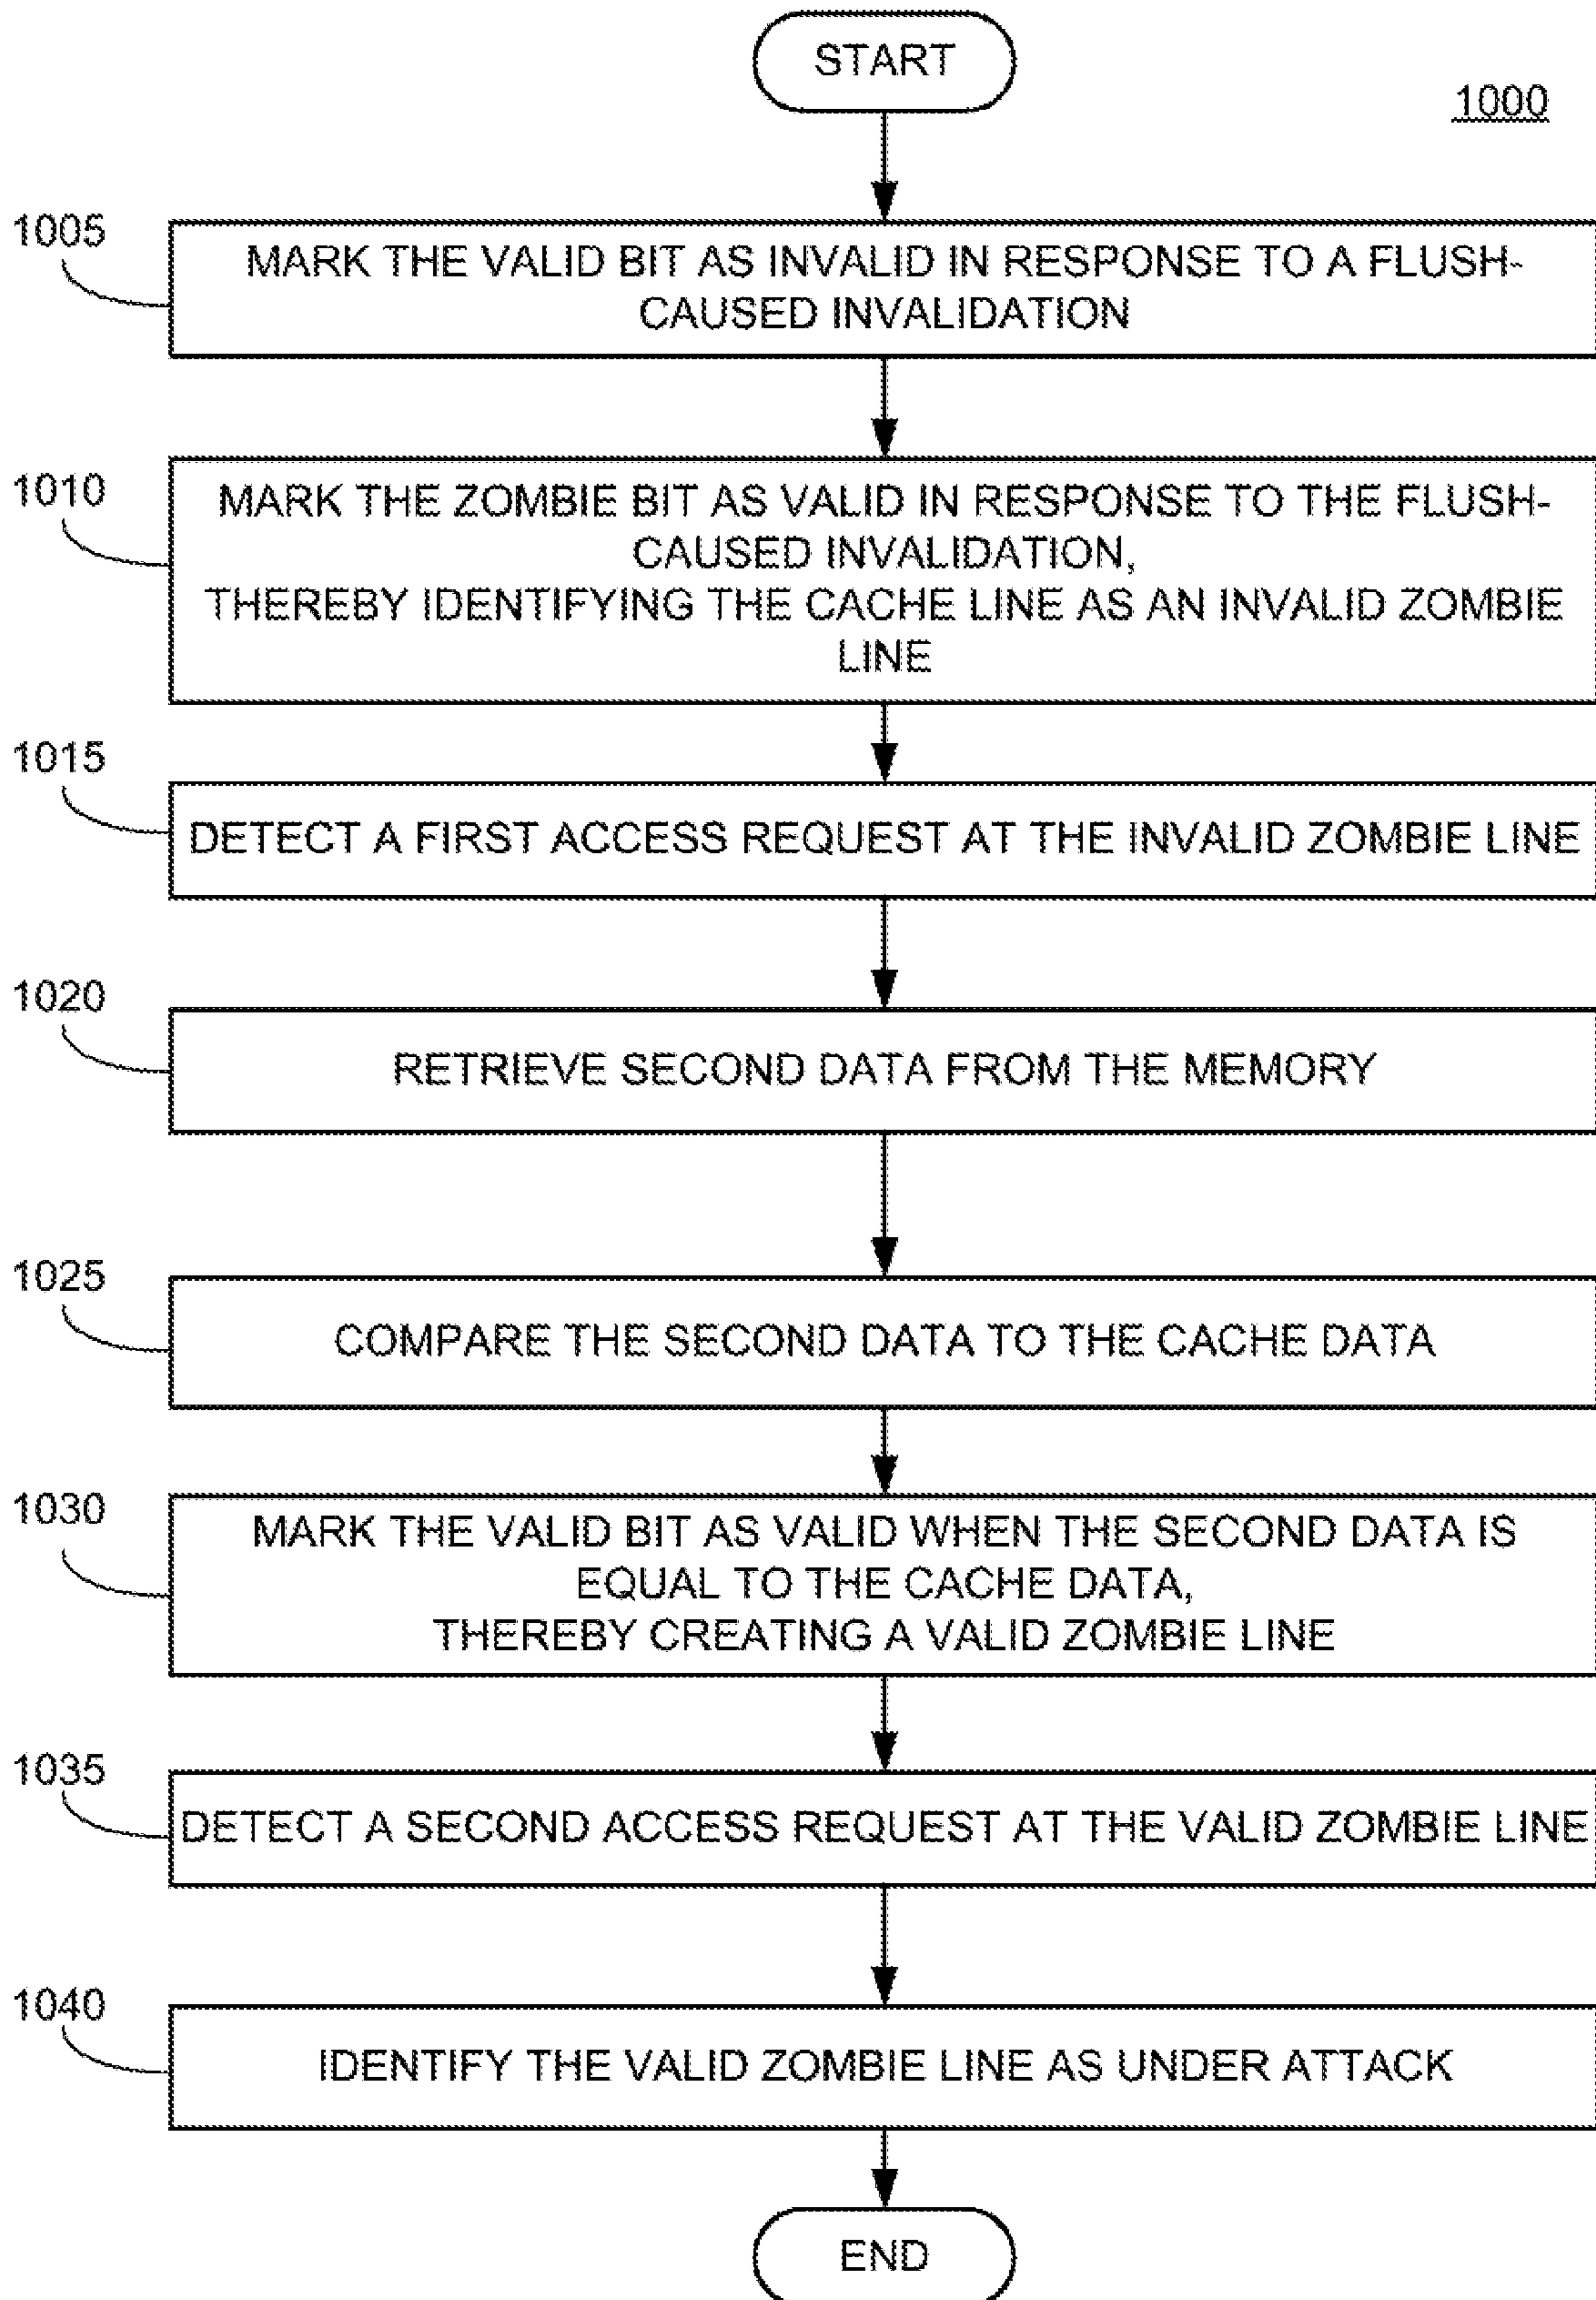 START
1000
1005
MARK THE VALID BIT AS INVALID IN RESPONSE TO A FLUSH-
CAUSED INVALIDATION
1010
MARK THE ZOMBIE BIT AS VALID IN RESPONSE TO THE FLUSH-
CAUSED INVALIDATION,
THEREBY IDENTIFYING THE CACHE LINE AS AN INVALID ZOMBIE
LINE
1015
DETECT A FIRST ACCESS REQUEST AT THE INVALID ZOMBIE LINE
1020
RETRIEVE SECOND DATA FROM THE MEMORY
1025
COMPARE THE SECOND DATA TO THE CACHE DATA
1030
MARK THE VALID BIT AS VALID WHEN THE SECOND DATA IS
EQUAL TO THE CACHE DATA,
THEREBY CREATING A VALID ZOMBIE LINE
1035
DETECT A SECOND ACCESS REQUEST AT THE VALID ZOMBIE LINE
1040
IDENTIFY THE VALID ZOMBIE LINE AS UNDER ATTACK
END